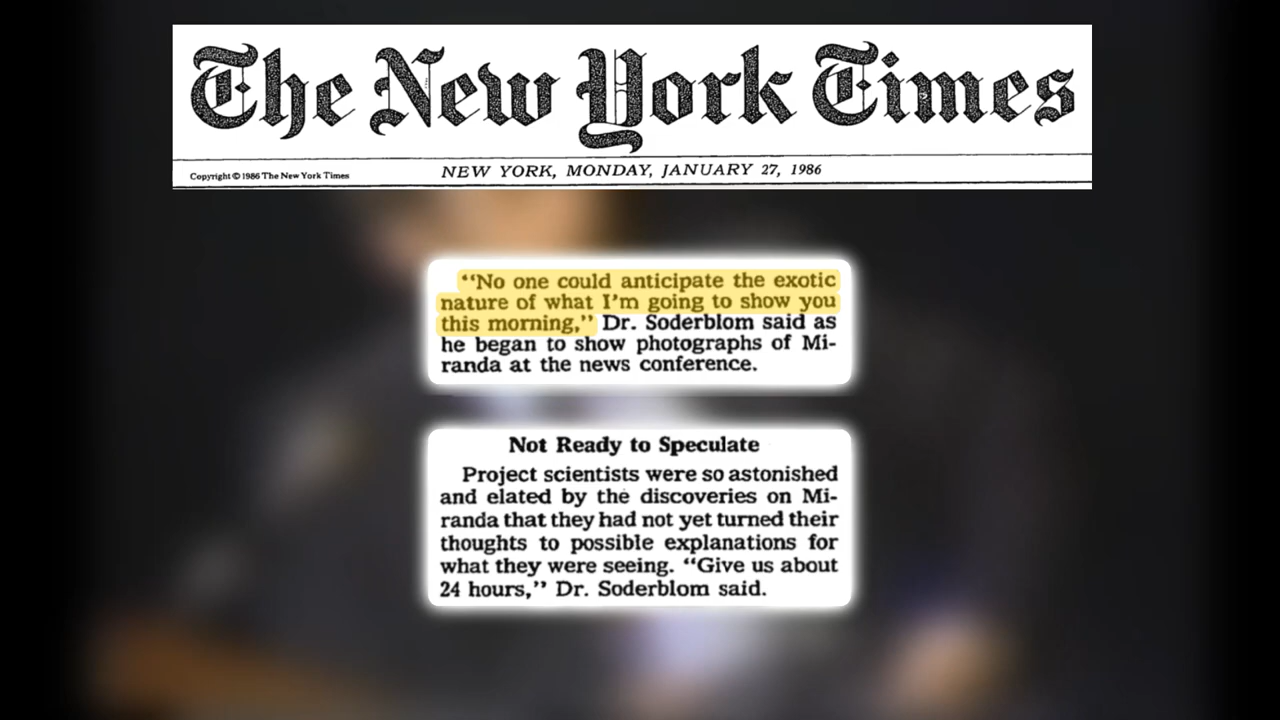 The New York Times
Copyright © 1986 The New York Times
NEW YORK, MONDAY, JANUARY 27, 1986
“No one could anticipate the exotic
nature of what I’m going to show you
this morning,” Dr. Soderblom said as
he began to show photographs of Mi-
randa at the news conference.
Not Ready to Speculate
Project scientists were so astonished
and elated by the discoveries on Mi-
randa that they had not yet turned their
thoughts to possible explanations for
what they were seeing. “Give us about
24 hours,” Dr. Soderblom said.